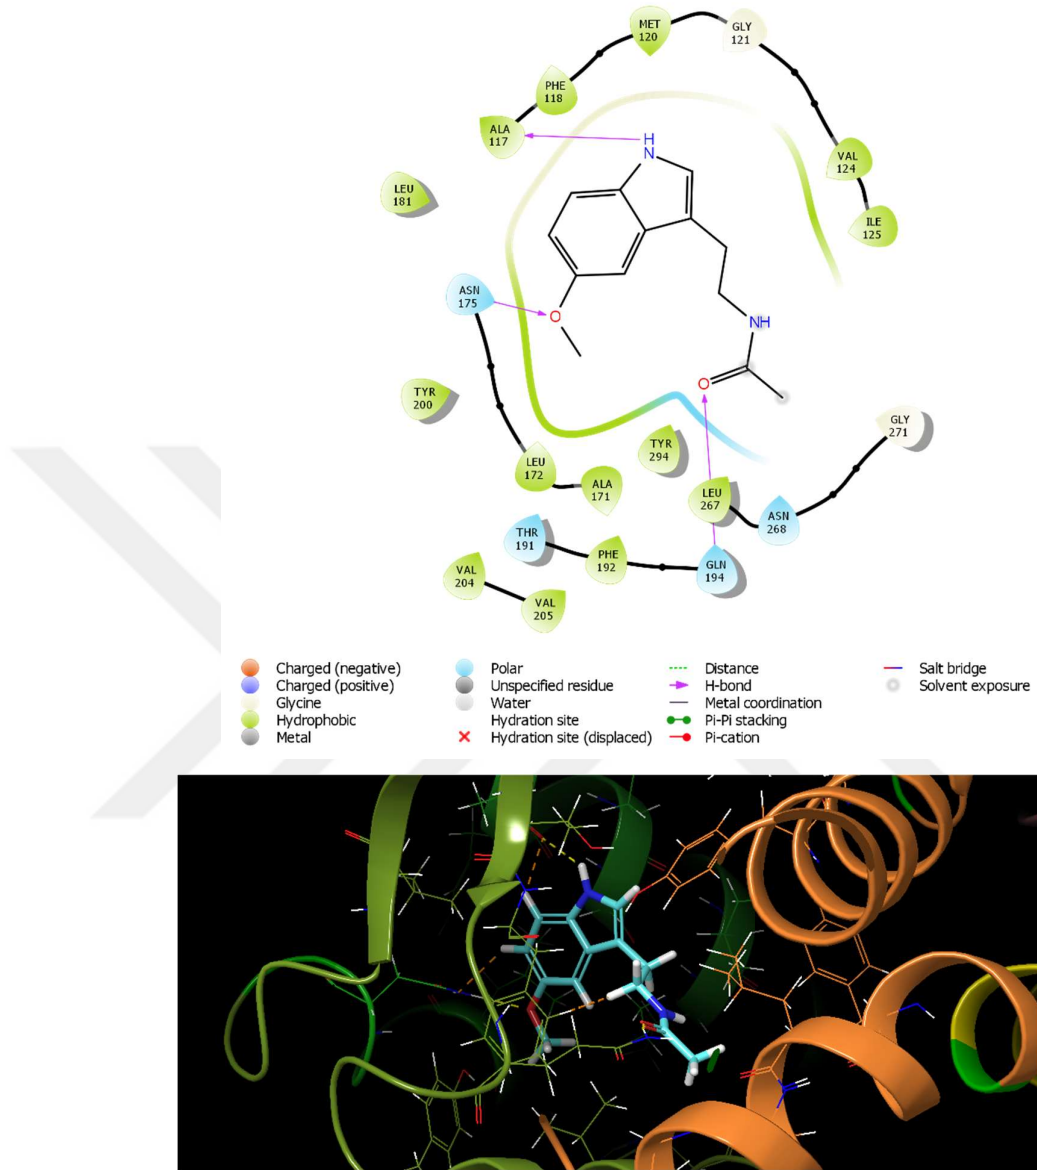 MET
120
GLY
121
PHE
118
ALA
117
H
N
VAL
124
LEU
181
ILE
125
ASN
175
O
NH
TYR
200
O
GLY
271
TYR
294
LEU
172
ALA
171
LEU
267
ASN
268
THR
191
PHE
192
GLN
194
VAL
204
VAL
205
Charged (negative)
Charged (positive)
Glycine
Hydrophobic
Metal
Polar
Unspecified residue
Water
Hydration site
Hydration site (displaced)
Distance
H-bond
Metal coordination
Pi-Pi stacking
Pi-cation
Salt bridge
Solvent exposure